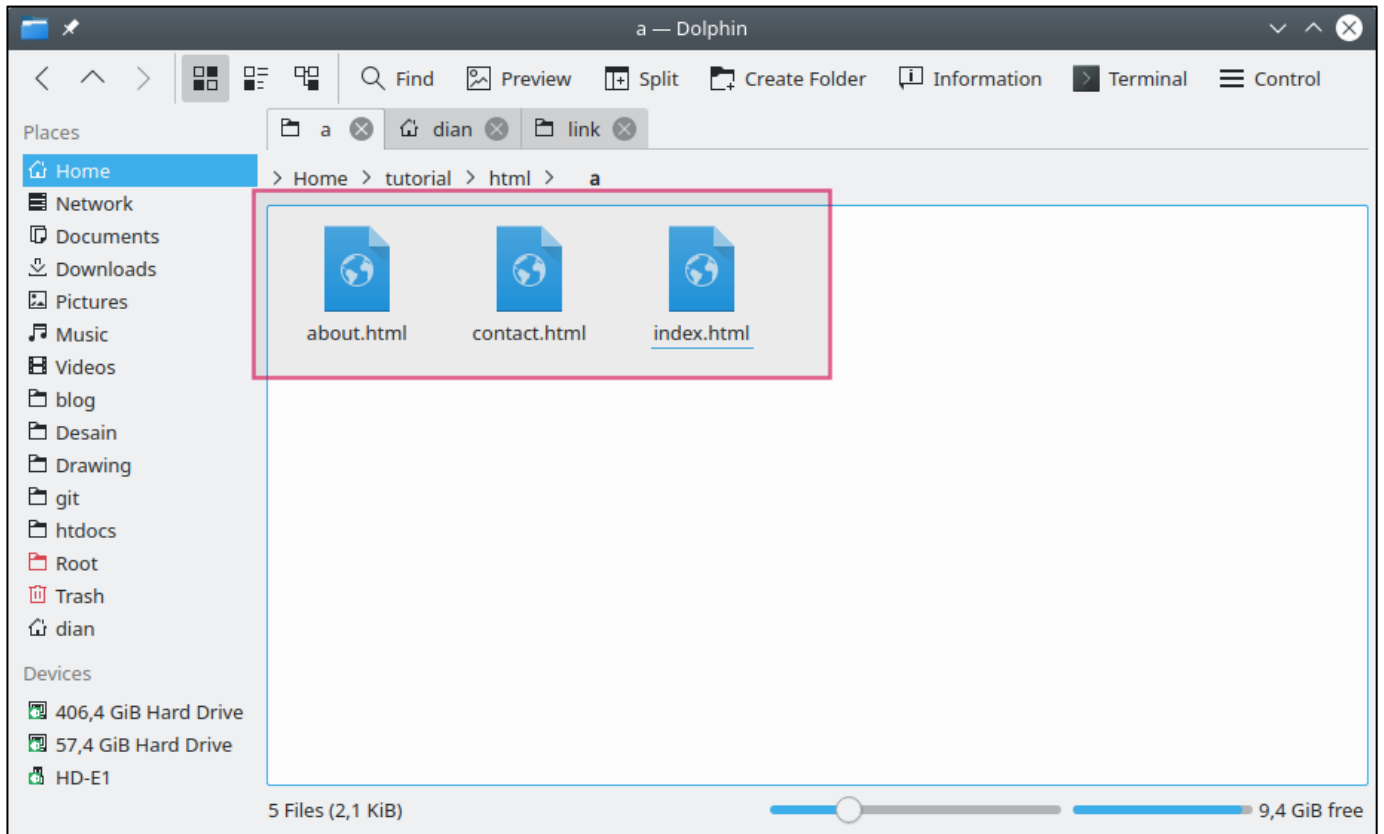 a — Dolphin
Find Preview Split Create Folder Information Terminal Control
Places
a dian link
Home
> Home > tutorial > html > a
Network
Documents
Downloads
Pictures
Music
Videos
blog
Desain
Drawing
git
htdocs
Root
Trash
dian
Devices
406,4 GiB Hard Drive
57,4 GiB Hard Drive
HD-E1
about.html contact.html index.html
5 Files (2,1 KiB) 9,4 GiB free